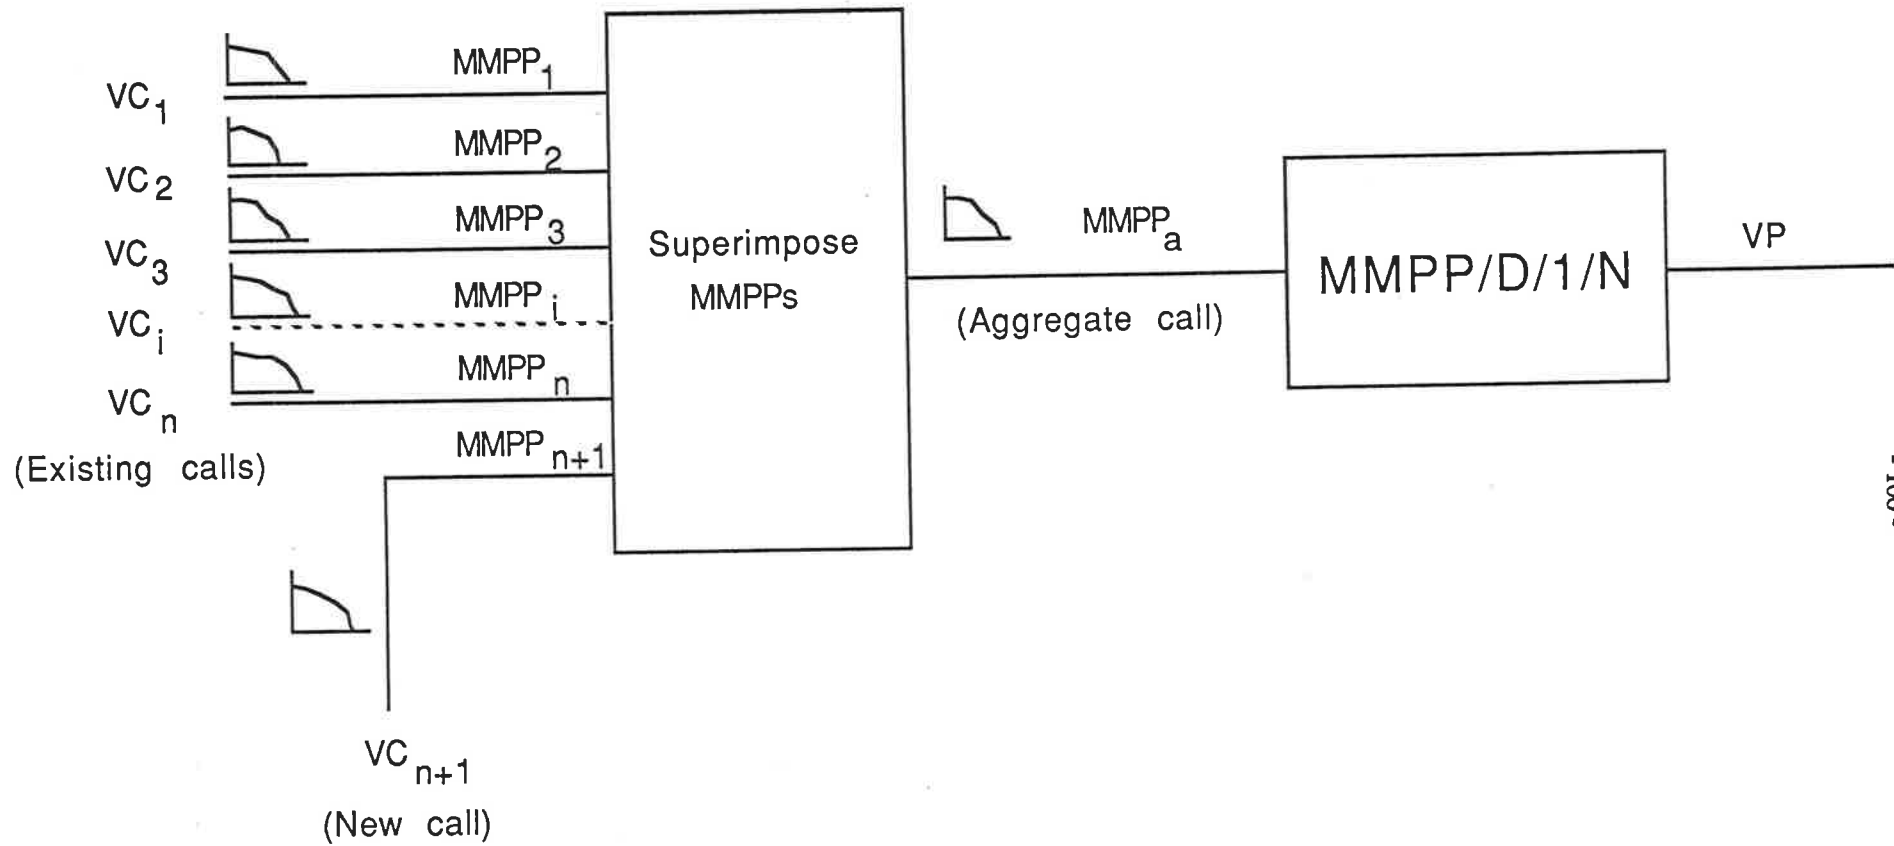 MMPP1
VC1
MMPP2
VC2
MMPP3
VC3
MMPPi
VCi
MMPPn
VCn
(Existing calls)
MMPPn+1
VCn+1
(New call)
Superimpose
MMPPs
MMPPa
(Aggregate call)
MMPP/D/1/N
VP